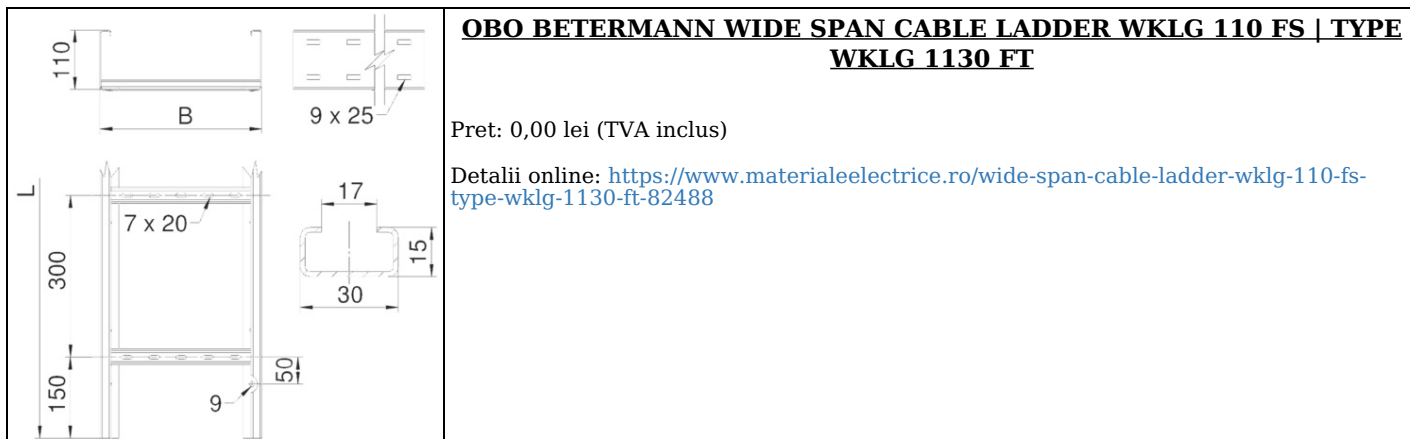 110
B
9 x 25
L
7 x 20
300
150
50
9
17
15
30
OBO BETERMANN WIDE SPAN CABLE LADDER WKLG 110 FS | TYPE
WKLG 1130 FT
Pret: 0,00 lei (TVA inclus)
Detalii online: https://www.materialeelectrice.ro/wide-span-cable-ladder-wklg-110-fs-
type-wklg-1130-ft-82488